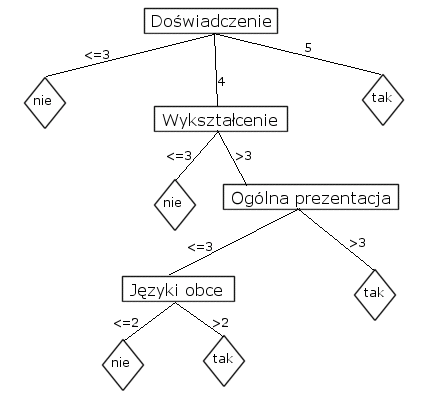 Doświadczenie
<=3
4
5
nie
tak
Wykształcenie
<=3
>3
nie
Ogólna prezentacja
<=3
>3
Języki obce
tak
<=2
>2
nie
tak